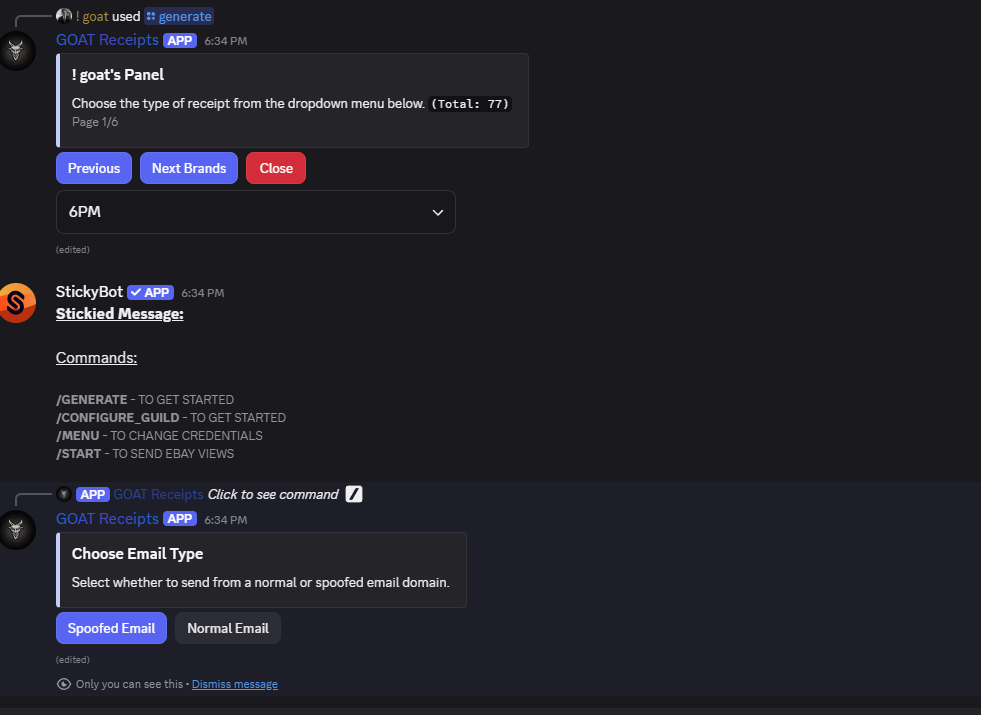 ! goat used generate
GOAT Receipts APP 6:34 PM
! goat's Panel
Choose the type of receipt from the dropdown menu below. (Total: 77)
Page 1/6
Previous Next Brands Close
6PM
(edited)
StickyBot APP 6:34 PM
Stickied Message:
Commands:
/GENERATE - TO GET STARTED
/CONFIGURE_GUILD - TO GET STARTED
/MENU - TO CHANGE CREDENTIALS
/START - TO SEND EBAY VIEWS
APP GOAT Receipts Click to see command
GOAT Receipts APP 6:34 PM
Choose Email Type
Select whether to send from a normal or spoofed email domain.
Spoofed Email Normal Email
(edited)
Only you can see this • Dismiss message